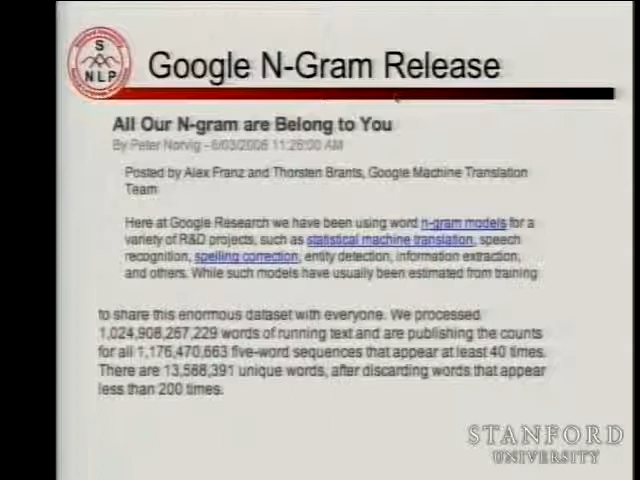 S
NLP
Google N-Gram Release
All Our N-gram are Belong to You
By Peter Norvig - 8/03/2006 11:26:00 AM
Posted by Alex Franz and Thorsten Brants, Google Machine Translation
Team
Here at Google Research we have been using word n-gram models for a
variety of R&D projects, such as statistical machine translation, speech
recognition, spelling correction, entity detection, information extraction,
and others. While such models have usually been estimated from training
to share this enormous dataset with everyone. We processed
1,024,908,267,229 words of running text and are publishing the counts
for all 1,176,470,663 five-word sequences that appear at least 40 times.
There are 13,588,391 unique words, after discarding words that appear
less than 200 times.
STANFORD
UNIVERSITY